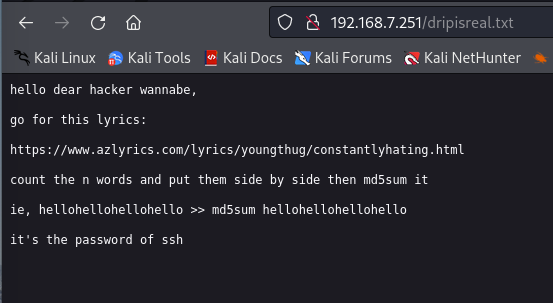 192.168.7.251/dripisreal.txt
Kali Linux Kali Tools Kali Docs Kali Forums Kali NetHunter
hello dear hacker wannabe,
go for this lyrics:
https://www.azlyrics.com/lyrics/youngthug/constantlyhating.html
count the n words and put them side by side then md5sum it
ie, hellohellohellohello >> md5sum hellohellohellohello
it's the password of ssh